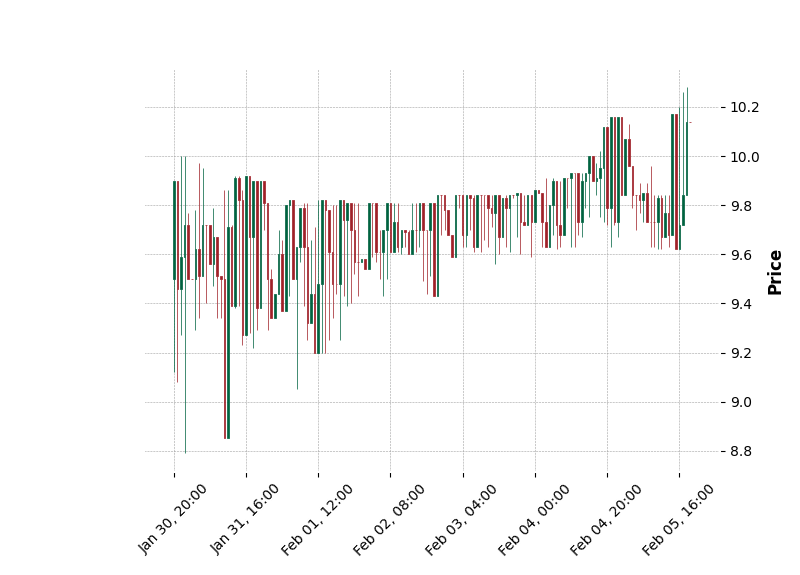 10.2
10.0
9.8
9.6
9.4
9.2
9.0
8.8
Price
Jan 30, 20:00
Jan 31, 16:00
Feb 01, 12:00
Feb 02, 08:00
Feb 03, 04:00
Feb 04, 00:00
Feb 04, 20:00
Feb 05, 16:00